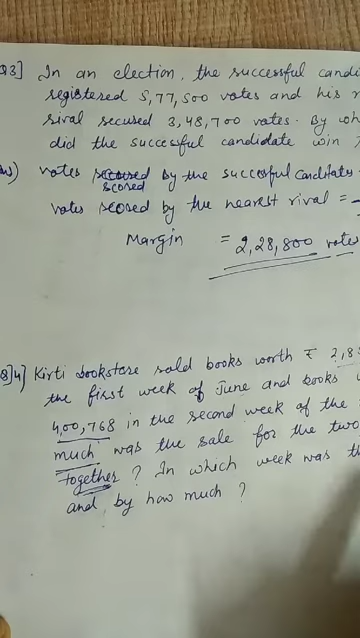 Q3] In an election, the successful candi
registered 5,77,500 votes and his n
rival secured 3,48,700 votes. By wh
did the successful candidate win
votes scored by the successful canditates
votes scored by the nearest rival =
Margin = 2,28,800 votes
Q]4] Kirti bookstore sold books worth ₹ 2,8
the first week of June and books
4,00,768 in the second week of the
much was the sale for the two
together ? In which week was th
and by how much ?